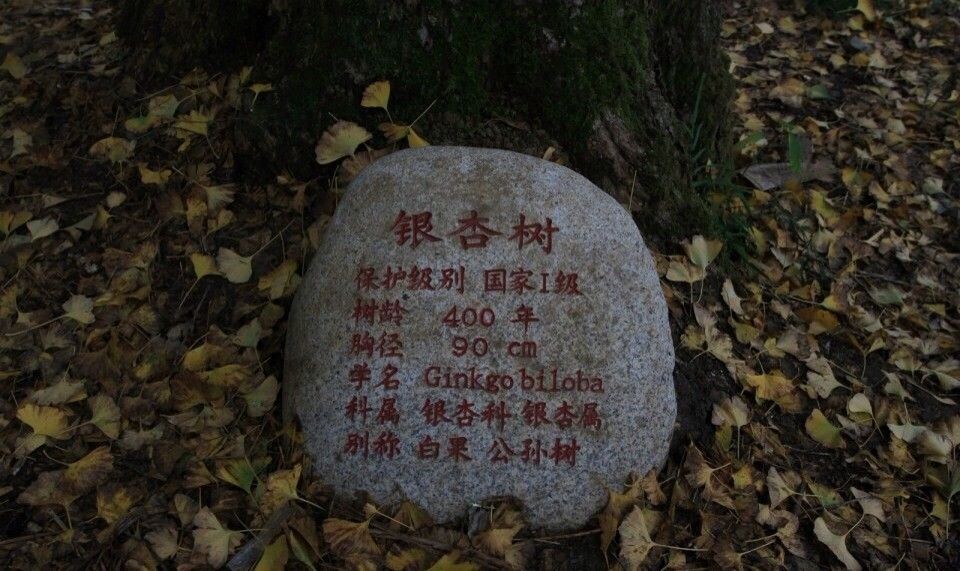 银杏树
保护级别 国家I级
树龄 400 年
胸径 90 cm
学名 Ginkgo biloba
科属 银杏科 银杏属
别称 白果 公孙树